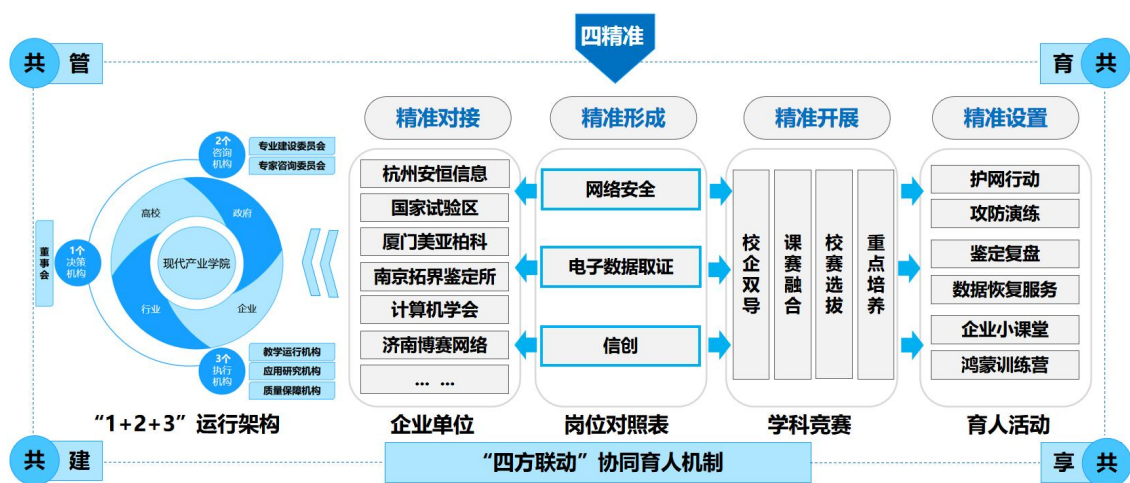 四精准
共 管
育 共
精准对接
精准形成
精准开展
精准设置
2个
咨询
机构
专业建设委员会
专家咨询委员会
高校
政府
董事会
1个
决策
机构
现代产业学院
行业
企业
3个
执行
机构
教学运行机构
应用研究机构
质量保障机构
杭州安恒信息
国家试验区
厦门美亚柏科
南京拓界鉴定所
计算机学会
济南博赛网络
... ...
网络安全
电子数据取证
信创
校企双导
课赛融合
校赛选拔
重点培养
护网行动
攻防演练
鉴定复盘
数据恢复服务
企业小课堂
鸿蒙训练营
“1+2+3”运行架构
企业单位
岗位对照表
学科竞赛
育人活动
共 建
“四方联动”协同育人机制
享 共